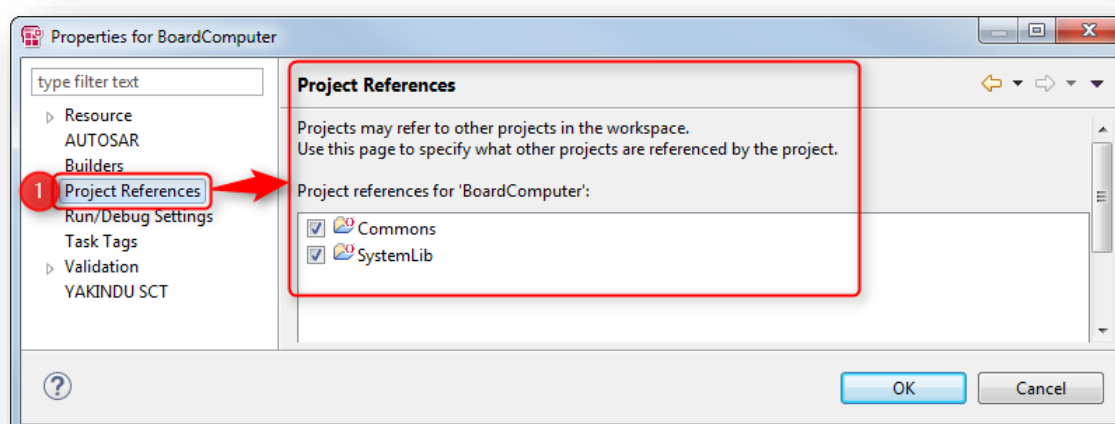 Properties for BoardComputer
type filter text
Resource
AUTOSAR
Builders
1 Project References
Run/Debug Settings
Task Tags
Validation
YAKINDU SCT
Project References
Projects may refer to other projects in the workspace.
Use this page to specify what other projects are referenced by the project.
Project references for 'BoardComputer':
Commons
SystemLib
?
OK
Cancel